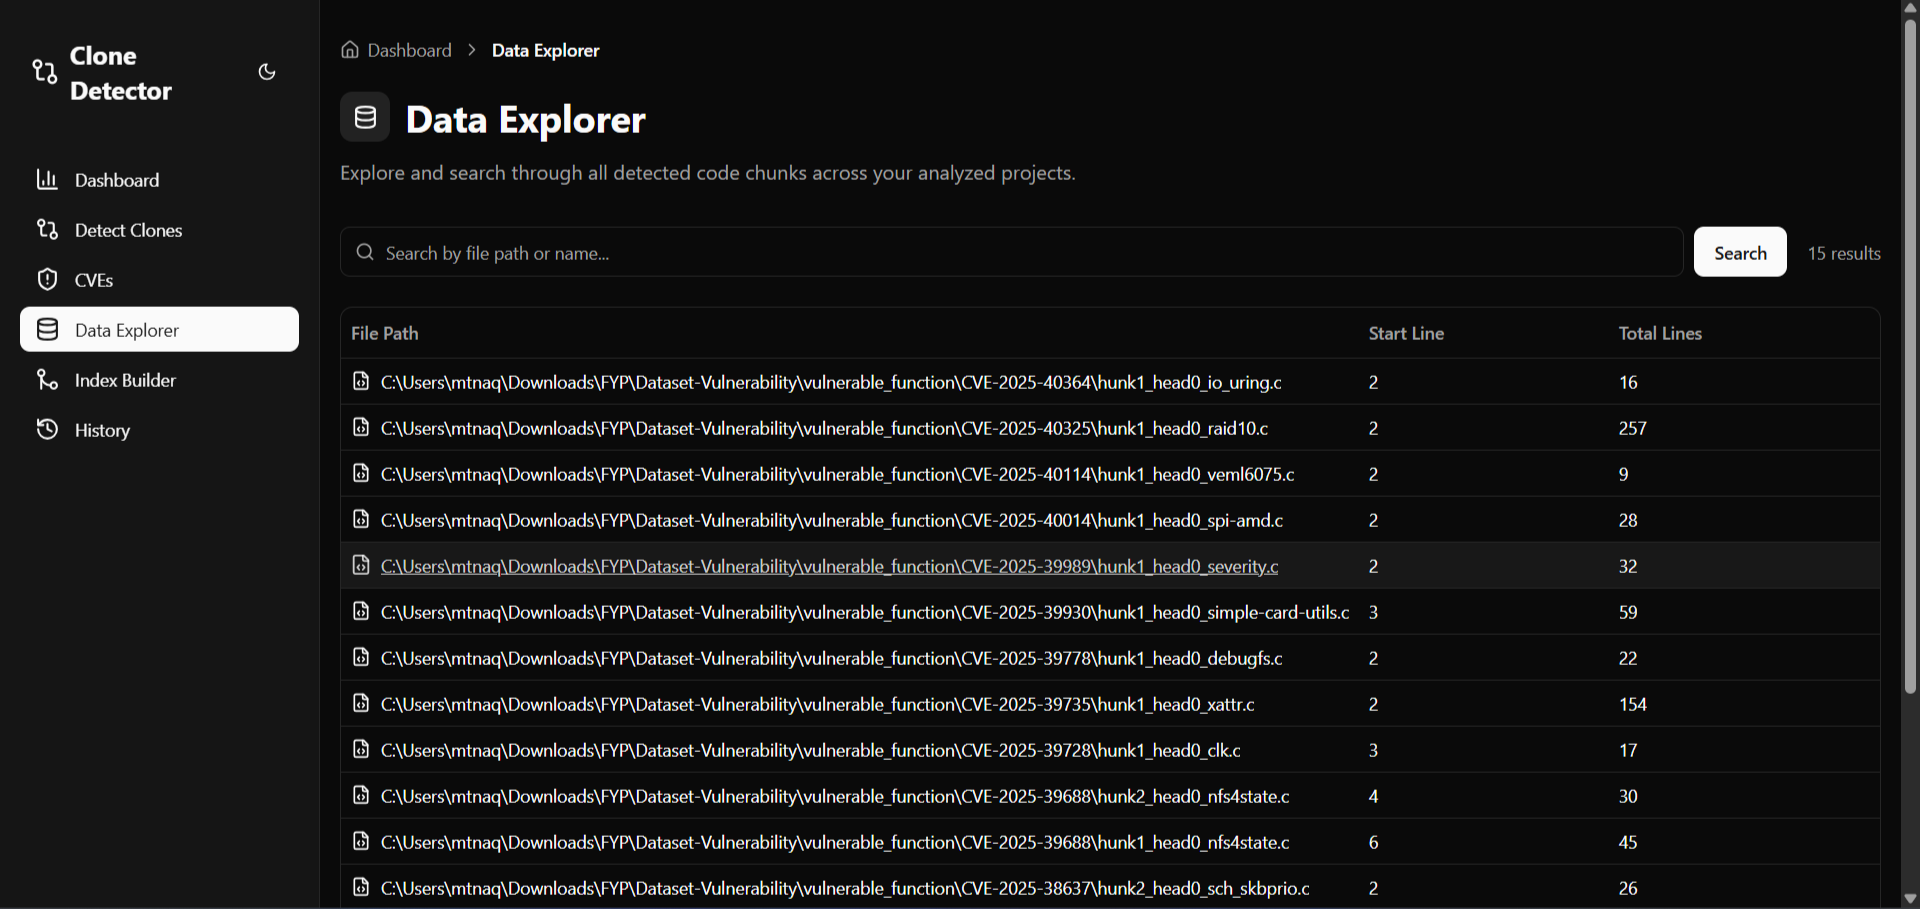 Clone
Detector
Dashboard
Detect Clones
CVEs
Data Explorer
Index Builder
History
Dashboard > Data Explorer
Data Explorer
Explore and search through all detected code chunks across your analyzed projects.
Search by file path or name...
Search
15 results
File Path Start Line Total Lines
C:\Users\mtnaq\Downloads\FYP\Dataset-Vulnerability\vulnerable_function\CVE-2025-40364\hunk1_head0_io_uring.c 2 16
C:\Users\mtnaq\Downloads\FYP\Dataset-Vulnerability\vulnerable_function\CVE-2025-40325\hunk1_head0_raid10.c 2 257
C:\Users\mtnaq\Downloads\FYP\Dataset-Vulnerability\vulnerable_function\CVE-2025-40114\hunk1_head0_veml6075.c 2 9
C:\Users\mtnaq\Downloads\FYP\Dataset-Vulnerability\vulnerable_function\CVE-2025-40014\hunk1_head0_spi-amd.c 2 28
C:\Users\mtnaq\Downloads\FYP\Dataset-Vulnerability\vulnerable_function\CVE-2025-39989\hunk1_head0_severity.c 2 32
C:\Users\mtnaq\Downloads\FYP\Dataset-Vulnerability\vulnerable_function\CVE-2025-39930\hunk1_head0_simple-card-utils.c 3 59
C:\Users\mtnaq\Downloads\FYP\Dataset-Vulnerability\vulnerable_function\CVE-2025-39778\hunk1_head0_debugfs.c 2 22
C:\Users\mtnaq\Downloads\FYP\Dataset-Vulnerability\vulnerable_function\CVE-2025-39735\hunk1_head0_xattr.c 2 154
C:\Users\mtnaq\Downloads\FYP\Dataset-Vulnerability\vulnerable_function\CVE-2025-39728\hunk1_head0_clk.c 3 17
C:\Users\mtnaq\Downloads\FYP\Dataset-Vulnerability\vulnerable_function\CVE-2025-39688\hunk2_head0_nfs4state.c 4 30
C:\Users\mtnaq\Downloads\FYP\Dataset-Vulnerability\vulnerable_function\CVE-2025-39688\hunk1_head0_nfs4state.c 6 45
C:\Users\mtnaq\Downloads\FYP\Dataset-Vulnerability\vulnerable_function\CVE-2025-38637\hunk2_head0_sch_skbprio.c 2 26